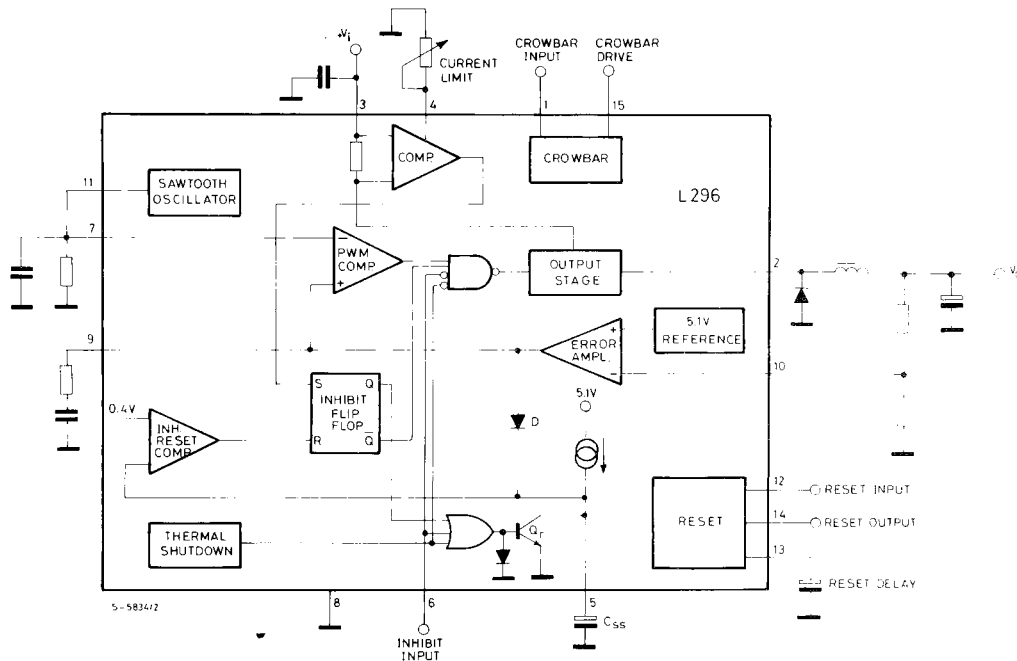 +Vi
CURRENT
LIMIT
CROWBAR
INPUT
CROWBAR
DRIVE
3
4
1
15
COMP.
CROWBAR
11
SAWTOOTH
OSCILLATOR
L296
7
–
PWM
COMP.
+
OUTPUT
STAGE
2
5.1V
REFERENCE
9
+
ERROR
AMPL.
–
10
S
Q
INHIBIT
FLIP
FLOP
R
Q̅
5.1V
0.4V
INH.
RESET
COMP.
D
12
RESET INPUT
RESET
14
RESET OUTPUT
THERMAL
SHUTDOWN
Qr
13
RESET DELAY
S-5834/2
8
6
5
CSS
INHIBIT
INPUT